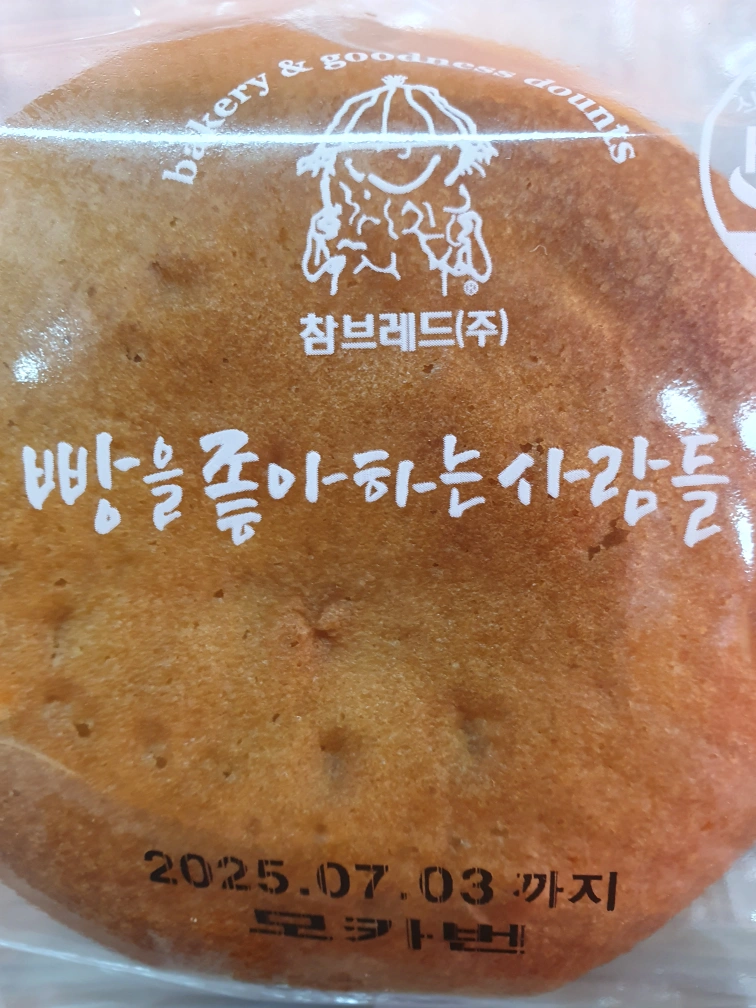 bakery & goodness dounts
참브레드(주)
빵을 좋아하는 사람들
2025.07.03 까지
모카번